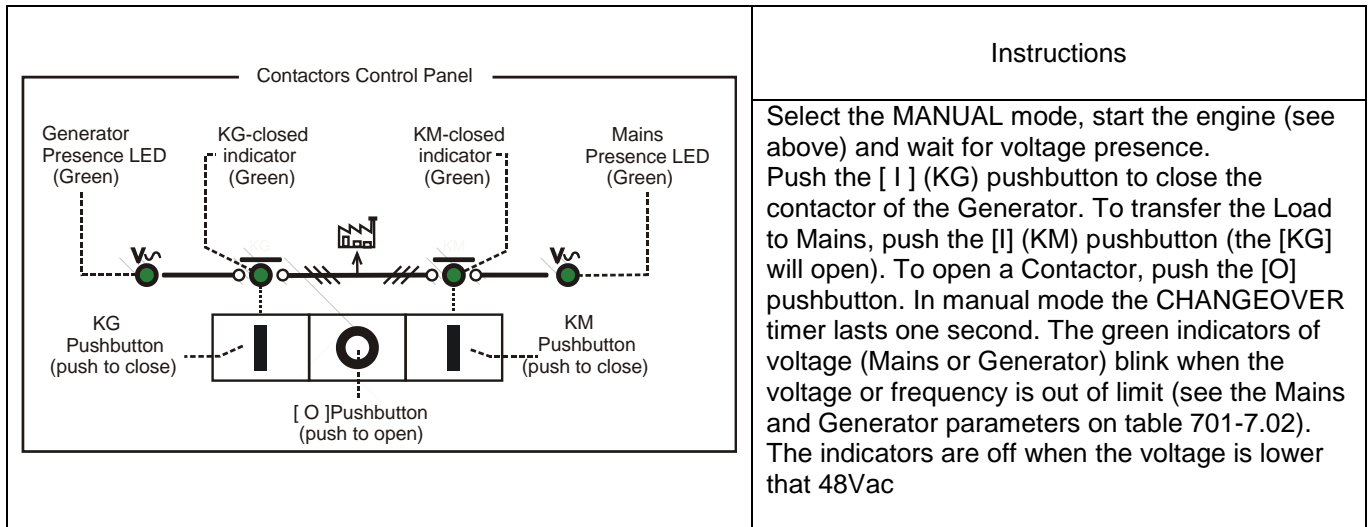 Contactors Control Panel
Generator
Presence LED
(Green)
KG-closed
indicator
(Green)
KM-closed
indicator
(Green)
Mains
Presence LED
(Green)
V
V
KG
KM
KG
Pushbutton
(push to close)
KM
Pushbutton
(push to close)
[ O ]Pushbutton
(push to open)
Instructions
Select the MANUAL mode, start the engine (see
above) and wait for voltage presence.
Push the [ I ] (KG) pushbutton to close the
contactor of the Generator. To transfer the Load
to Mains, push the [I] (KM) pushbutton (the [KG]
will open). To open a Contactor, push the [O]
pushbutton. In manual mode the CHANGEOVER
timer lasts one second. The green indicators of
voltage (Mains or Generator) blink when the
voltage or frequency is out of limit (see the Mains
and Generator parameters on table 701-7.02).
The indicators are off when the voltage is lower
that 48Vac